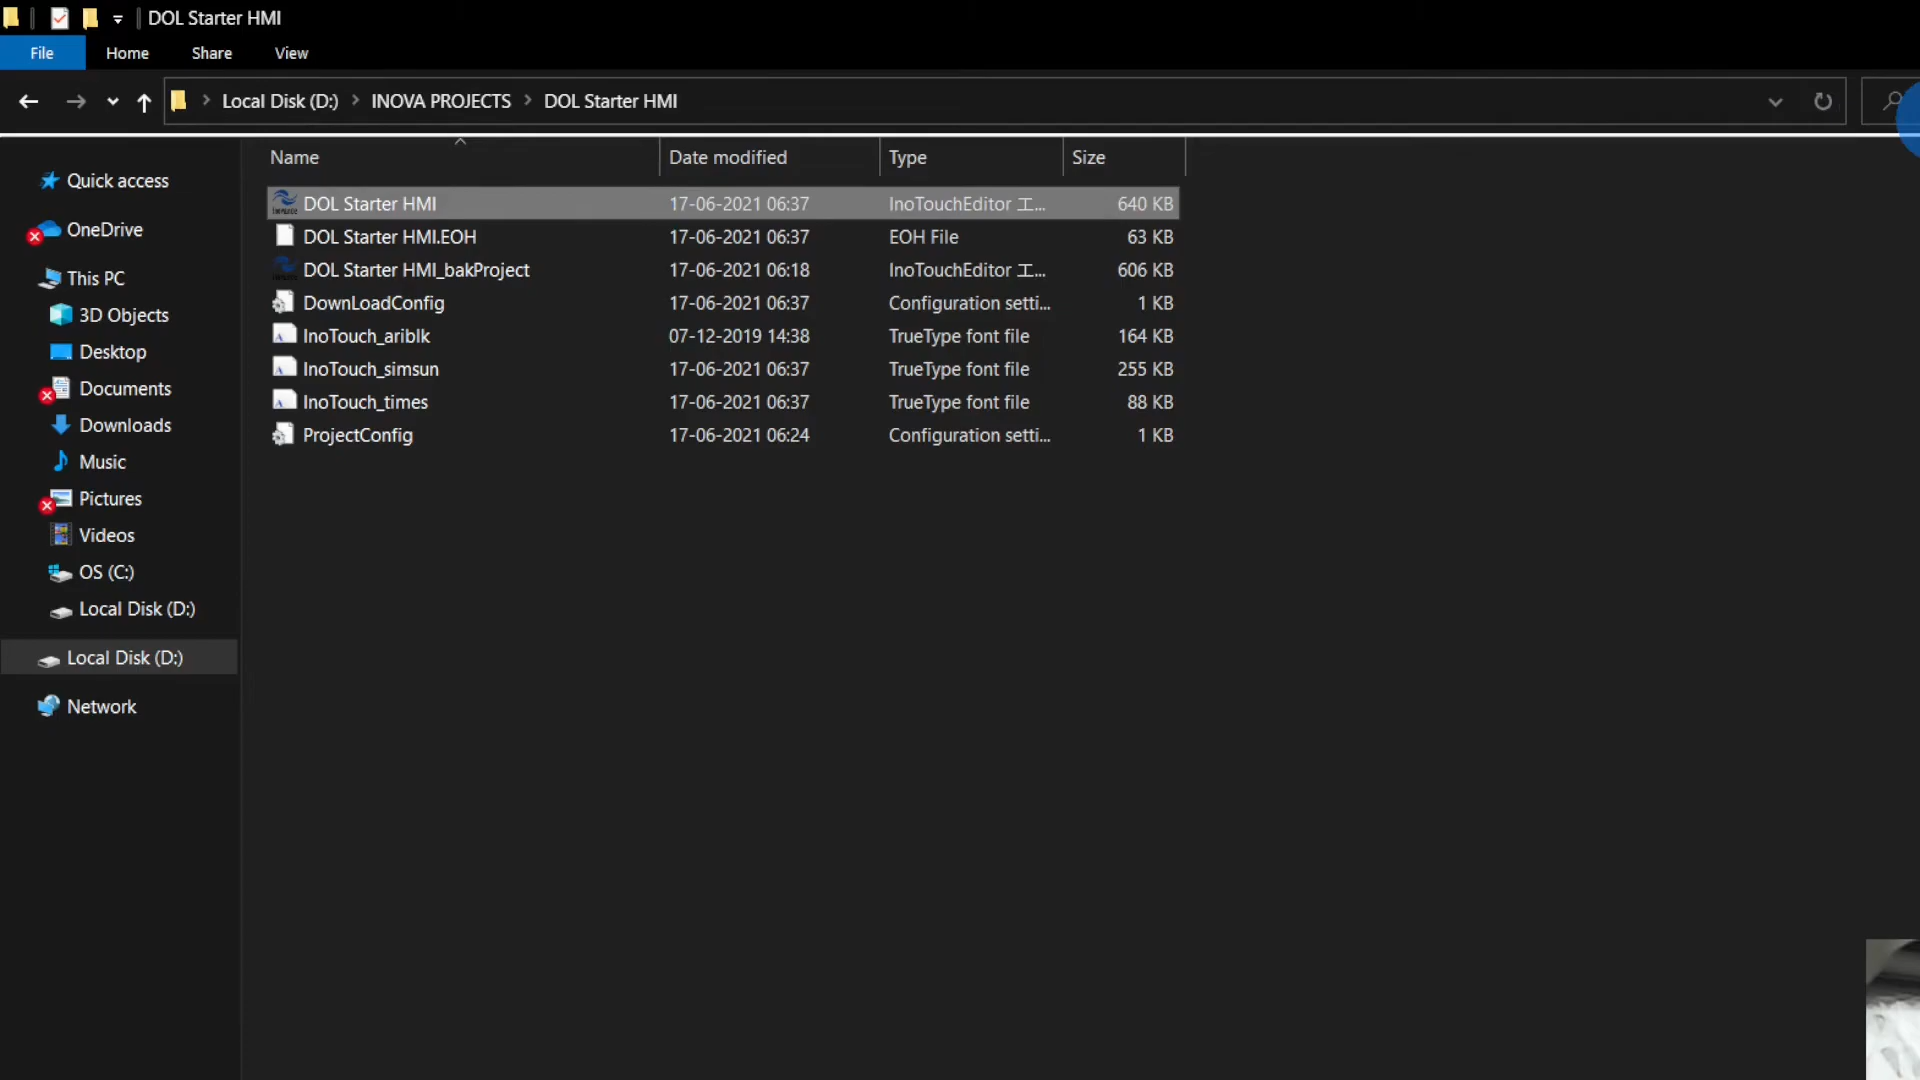 DOL Starter HMI
File Home Share View
Local Disk (D:) INOVA PROJECTS DOL Starter HMI
Name Date modified Type Size
Quick access
OneDrive
This PC
3D Objects
Desktop
Documents
Downloads
Music
Pictures
Videos
OS (C:)
Local Disk (D:)
Local Disk (D:)
Network
DOL Starter HMI 17-06-2021 06:37 InoTouchEditor 工... 640 KB
DOL Starter HMI.EOH 17-06-2021 06:37 EOH File 63 KB
DOL Starter HMI_bakProject 17-06-2021 06:18 InoTouchEditor 工... 606 KB
DownLoadConfig 17-06-2021 06:37 Configuration setti... 1 KB
InoTouch_ariblk 07-12-2019 14:38 TrueType font file 164 KB
InoTouch_simsun 17-06-2021 06:37 TrueType font file 255 KB
InoTouch_times 17-06-2021 06:37 TrueType font file 88 KB
ProjectConfig 17-06-2021 06:24 Configuration setti... 1 KB